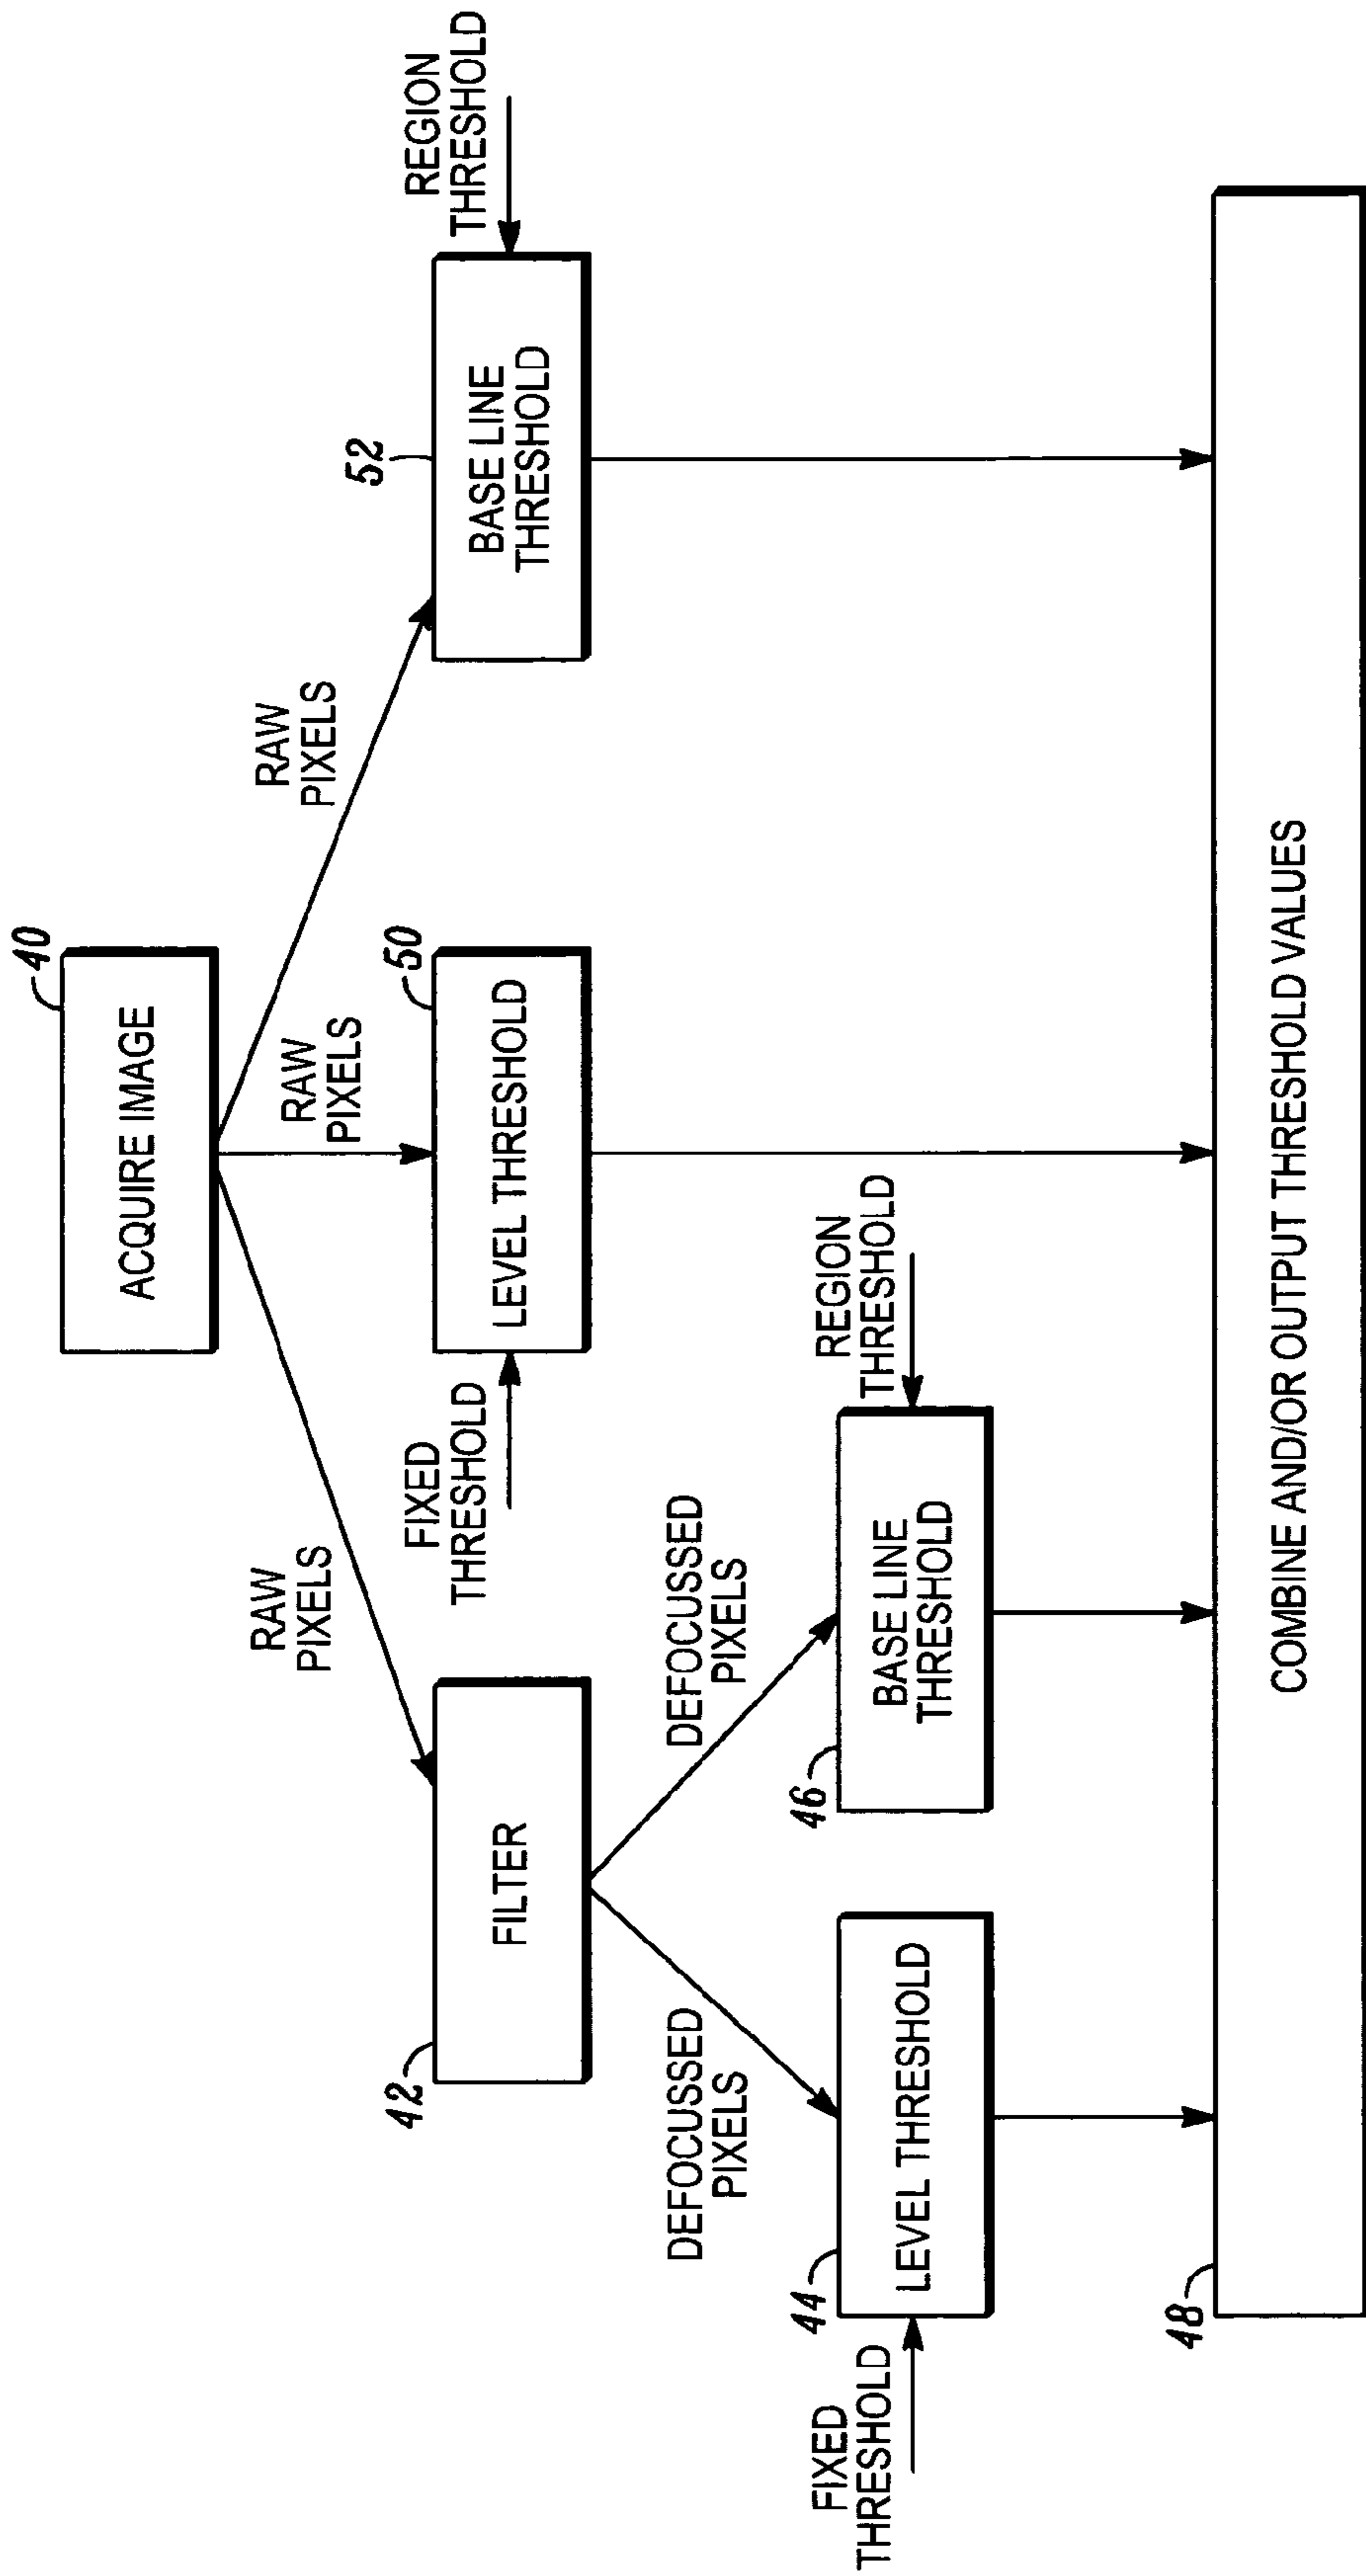 40
ACQUIRE IMAGE
RAW
PIXELS
RAW
PIXELS
RAW
PIXELS
42
FILTER
FIXED
THRESHOLD
50
LEVEL THRESHOLD
52
BASE LINE
THRESHOLD
REGION
THRESHOLD
DEFOCUSSED
PIXELS
DEFOCUSSED
PIXELS
FIXED
THRESHOLD
44
LEVEL THRESHOLD
46
BASE LINE
THRESHOLD
REGION
THRESHOLD
48
COMBINE AND/OR OUTPUT THRESHOLD VALUES